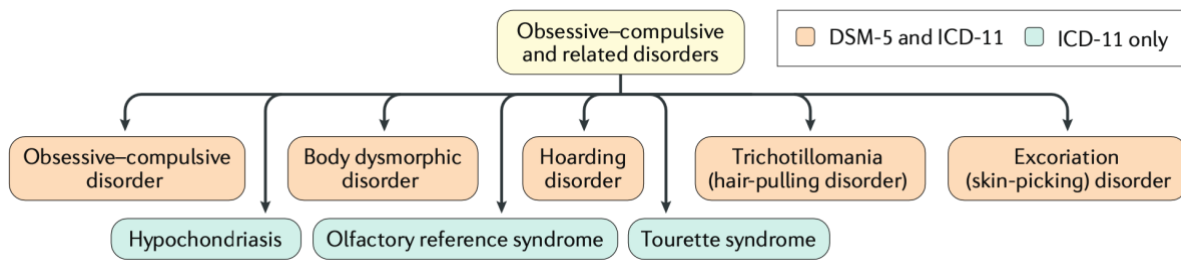 Obsessive–compulsive
and related disorders
DSM-5 and ICD-11
ICD-11 only
Obsessive–compulsive
disorder
Body dysmorphic
disorder
Hoarding
disorder
Trichotillomania
(hair-pulling disorder)
Excoriation
(skin-picking) disorder
Hypochondriasis
Olfactory reference syndrome
Tourette syndrome